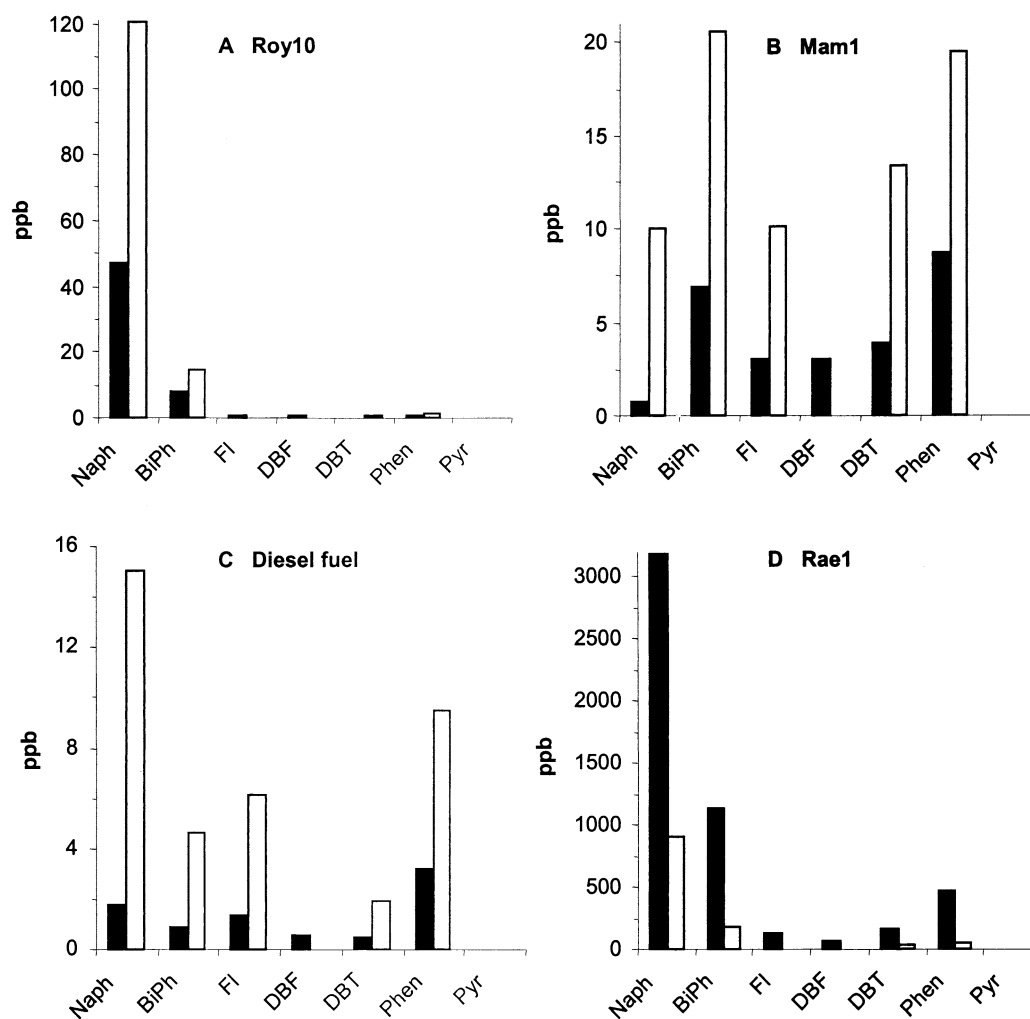 A Roy10
ppb
120
100
80
60
40
20
0
Naph
BiPh
Fl
DBF
DBT
Phen
Pyr
B Mam1
ppb
20
15
10
5
0
Naph
BiPh
Fl
DBF
DBT
Phen
Pyr
C Diesel fuel
ppb
16
12
8
4
0
Naph
BiPh
Fl
DBF
DBT
Phen
Pyr
D Rae1
ppb
3000
2500
2000
1500
1000
500
0
Naph
BiPh
Fl
DBF
DBT
Phen
Pyr